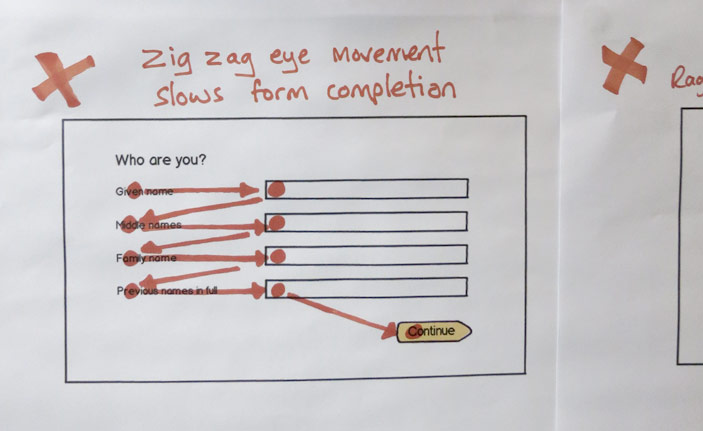 Zig zag eye movement
slows form completion
Who are you?
Given name
Middle names
Family name
Previous names in full
Continue